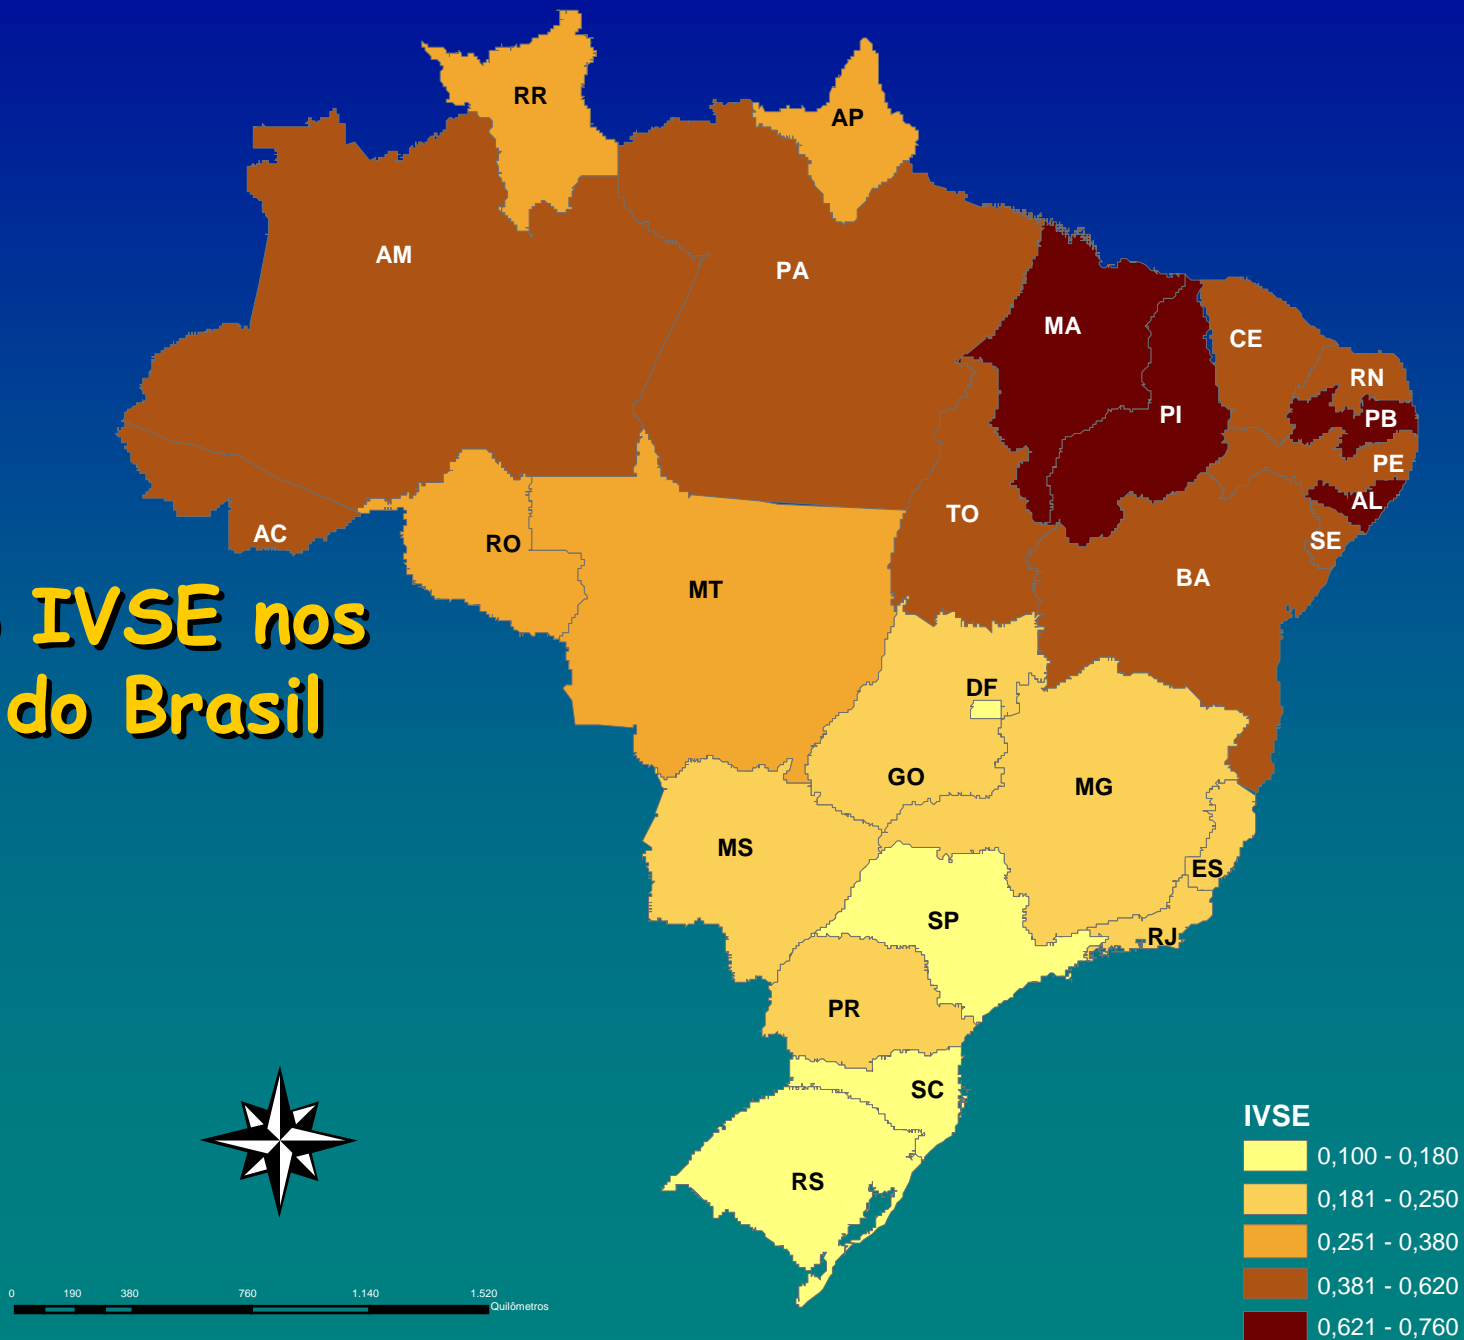 RR
AP
AM
PA
MA
CE
RN
PI
PB
PE
AL
TO
AC
SE
RO
BA
MT
IVSE nos
do Brasil
DF
GO
MG
MS
ES
SP
RJ
PR
SC
RS
IVSE
0,100 - 0,180
0,181 - 0,250
0,251 - 0,380
0,381 - 0,620
0,621 - 0,760
0 190 380 760 1.140 1.520
Quilômetros